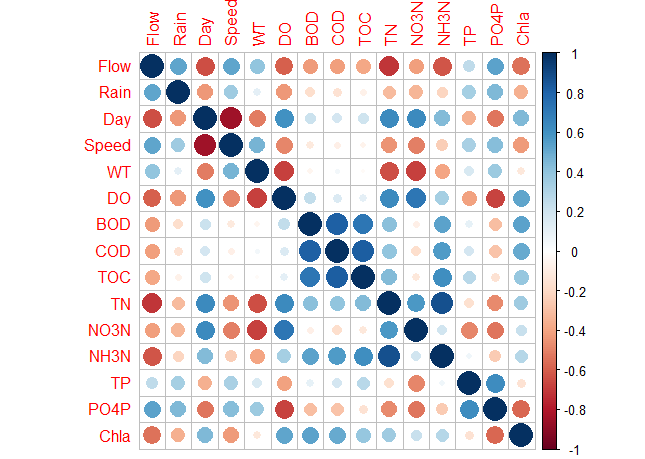 Flow Rain Day Speed WT DO BOD COD TOC TN NO3N NH3N TP PO4P Chla
Flow
Rain
Day
Speed
WT
DO
BOD
COD
TOC
TN
NO3N
NH3N
TP
PO4P
Chla
1
0.8
0.6
0.4
0.2
0
-0.2
-0.4
-0.6
-0.8
-1